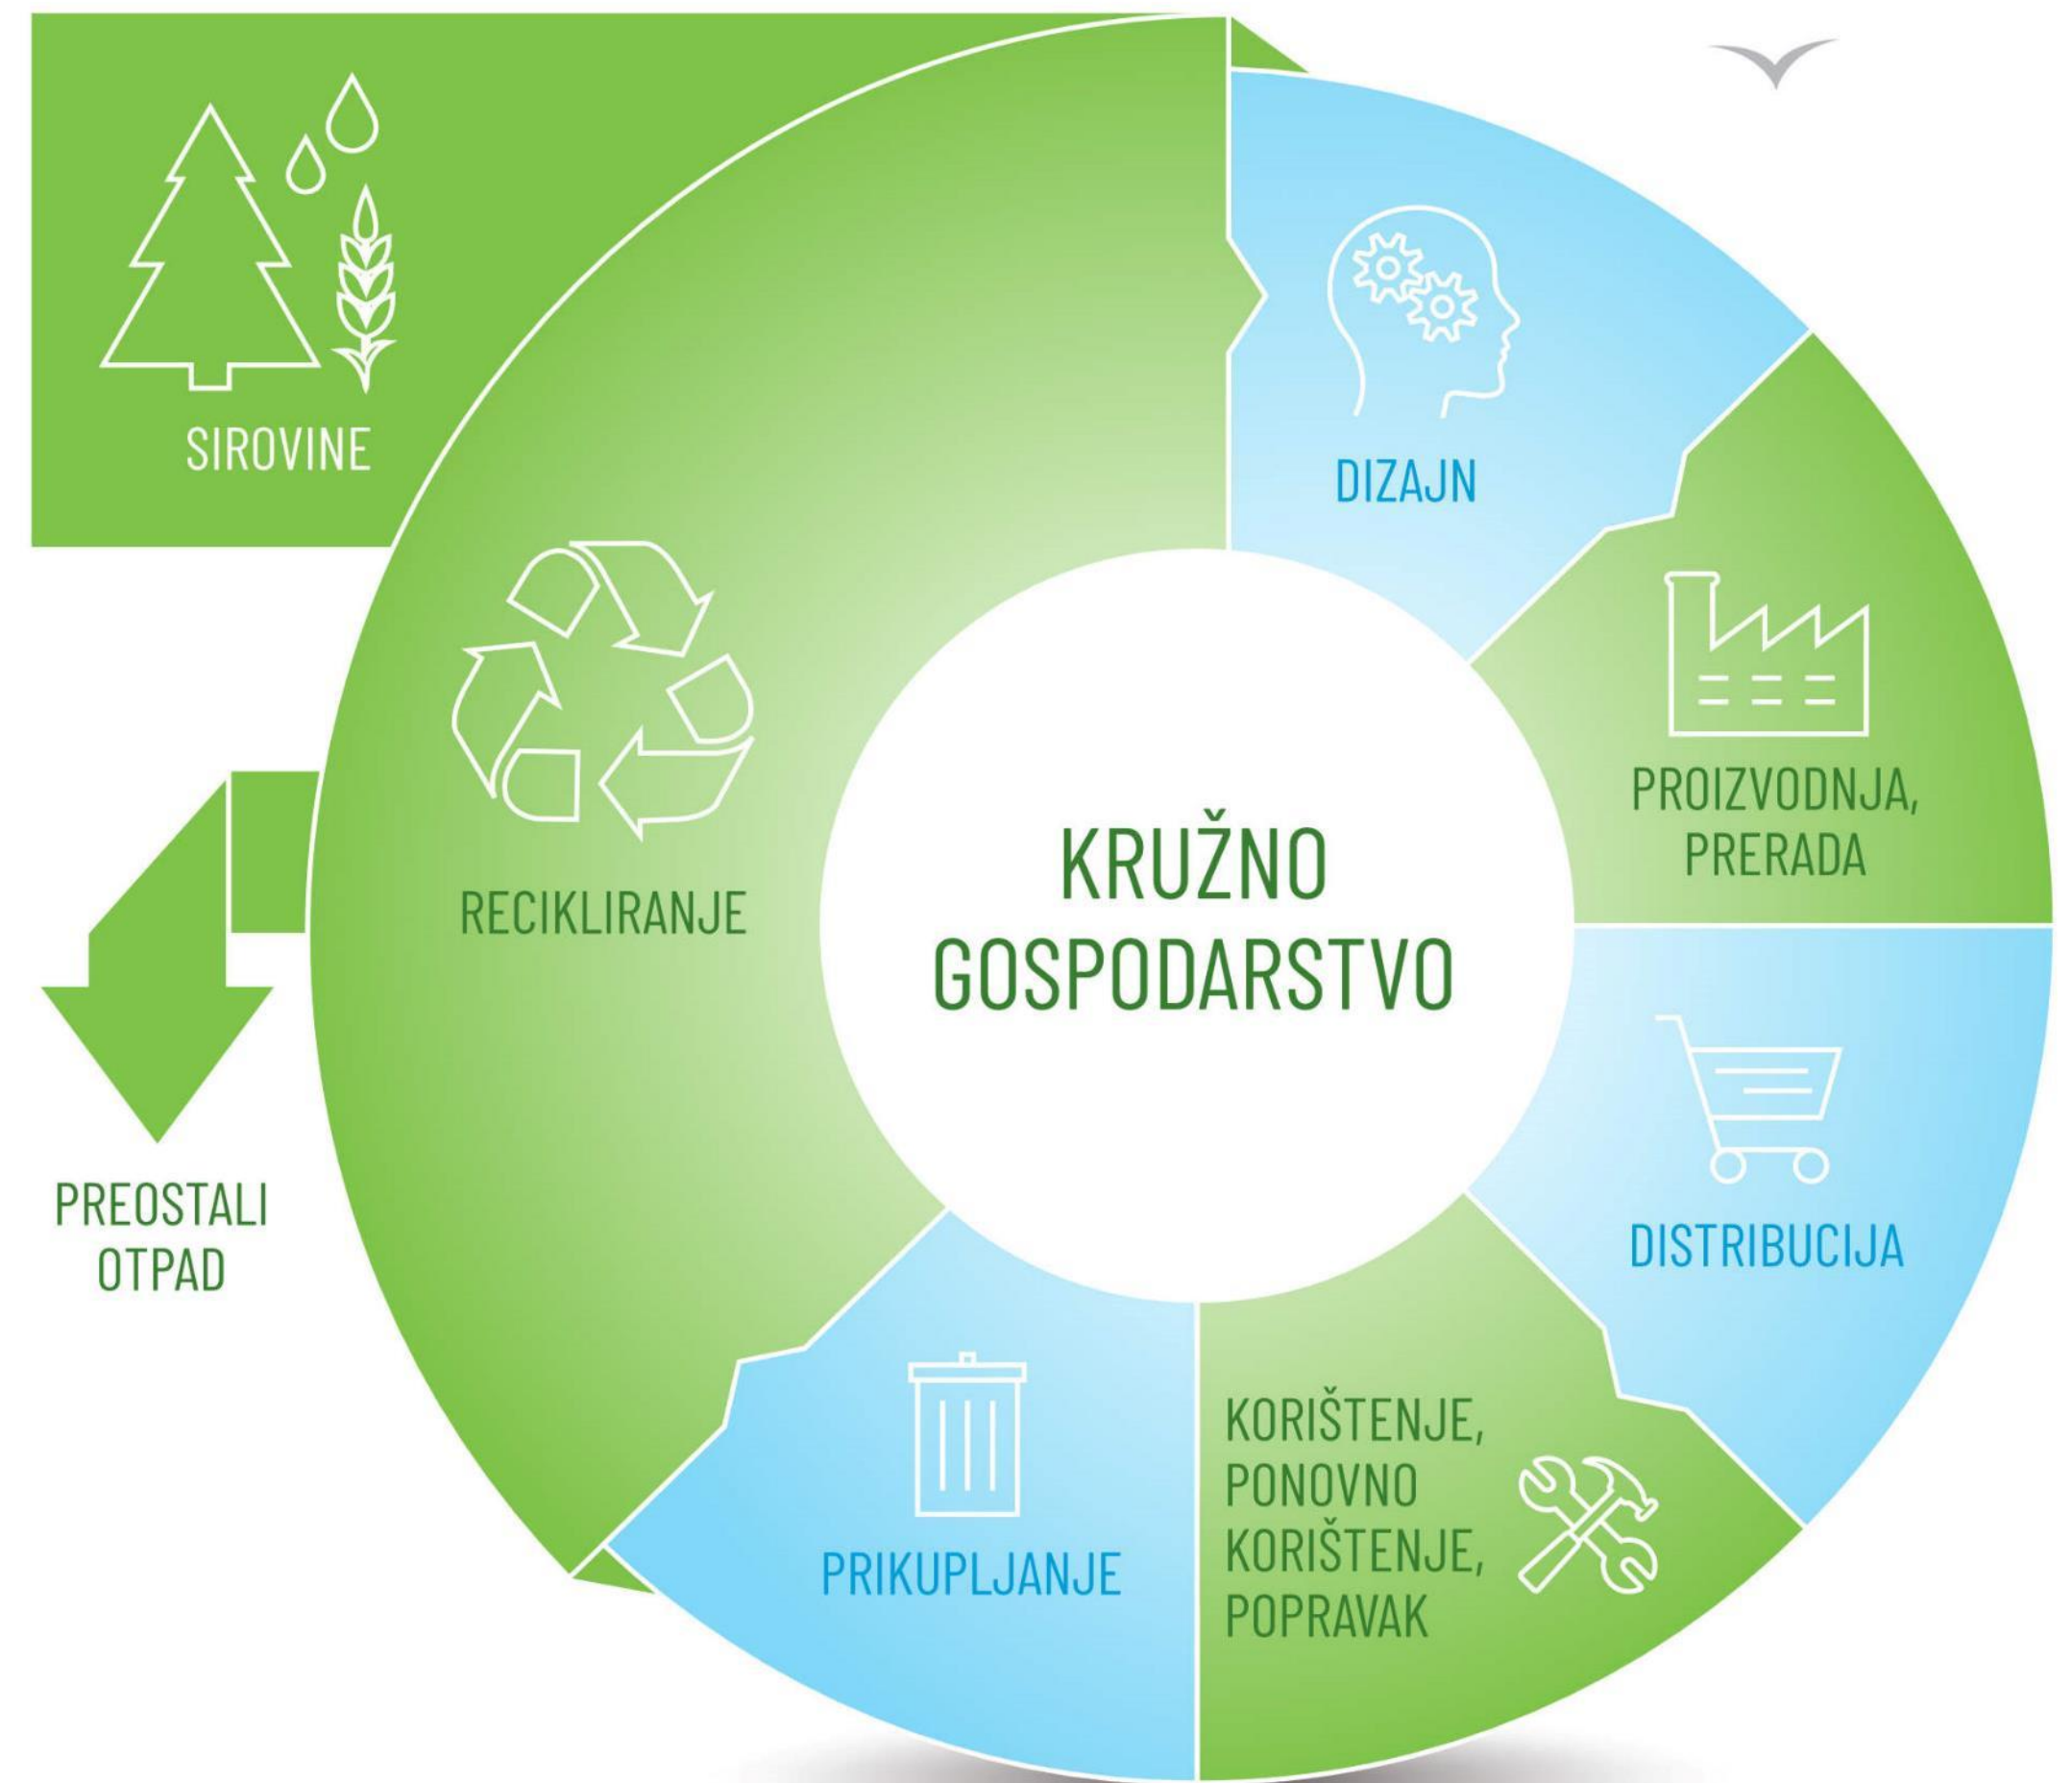 SIROVINE
DIZAJN
PROIZVODNJA,
PRERADA
DISTRIBUCIJA
KORIŠTENJE,
PONOVNO
KORIŠTENJE,
POPRAVAK
PRIKUPLJANJE
RECIKLIRANJE
PREOSTALI
OTPAD
KRUŽNO
GOSPODARSTVO